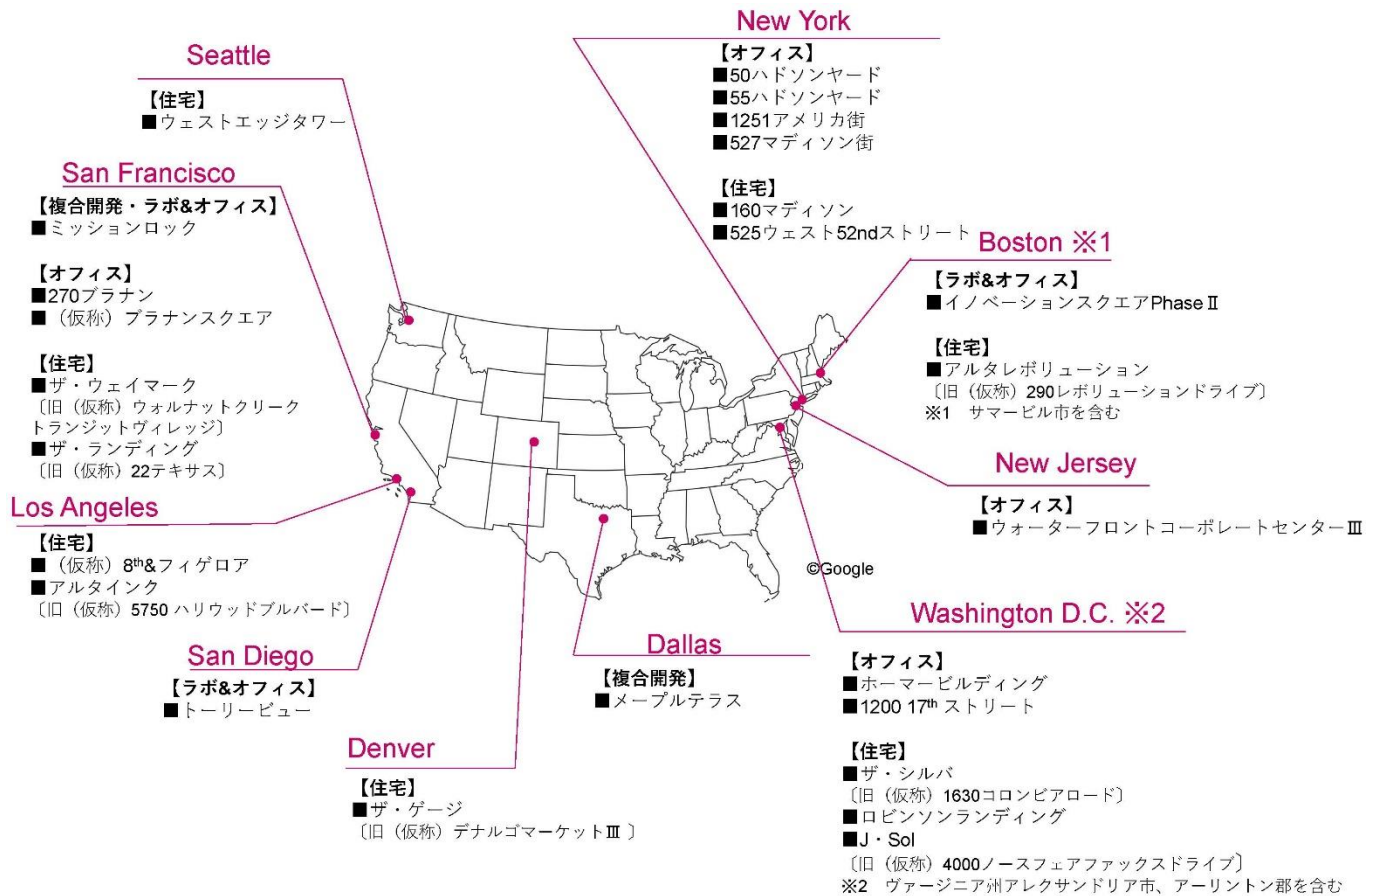 New York
【オフィス】
■50ハドソンヤード
■55ハドソンヤード
■1251アメリカ街
■527マディソン街
【住宅】
■160マディソン
■525ウェスト52ndストリート
Seattle
【住宅】
■ウェストエッジタワー
San Francisco
【複合開発・ラボ&オフィス】
■ミッションロック
【オフィス】
■270ブラナン
■（仮称）ブラナンスクエア
【住宅】
■ザ・ウェイマーク
〔旧（仮称）ウォルナットクリーク
トランジットヴィレッジ〕
■ザ・ランディング
〔旧（仮称）22テキサス〕
Boston ※1
【ラボ&オフィス】
■イノベーションスクエアPhaseⅡ
【住宅】
■アルタレボリューション
〔旧（仮称）290レボリューションドライブ〕
※1　サマービル市を含む
New Jersey
【オフィス】
■ウォーターフロントコーポレートセンターⅢ
Los Angeles
【住宅】
■（仮称）8th&フィゲロア
■アルタインク
〔旧（仮称）5750 ハリウッドブルバード〕
©Google
San Diego
【ラボ&オフィス】
■トーリービュー
Denver
【住宅】
■ザ・ゲージ
〔旧（仮称）デナルゴマーケットⅢ 〕
Dallas
【複合開発】
■メープルテラス
Washington D.C. ※2
【オフィス】
■ホーマービルディング
■1200 17th ストリート
【住宅】
■ザ・シルバ
〔旧（仮称）1630コロンビアロード〕
■ロビンソンランディング
■J・Sol
〔旧（仮称）4000ノースフェアファックスドライブ〕
※2　ヴァージニア州アレクサンドリア市、アーリントン郡を含む